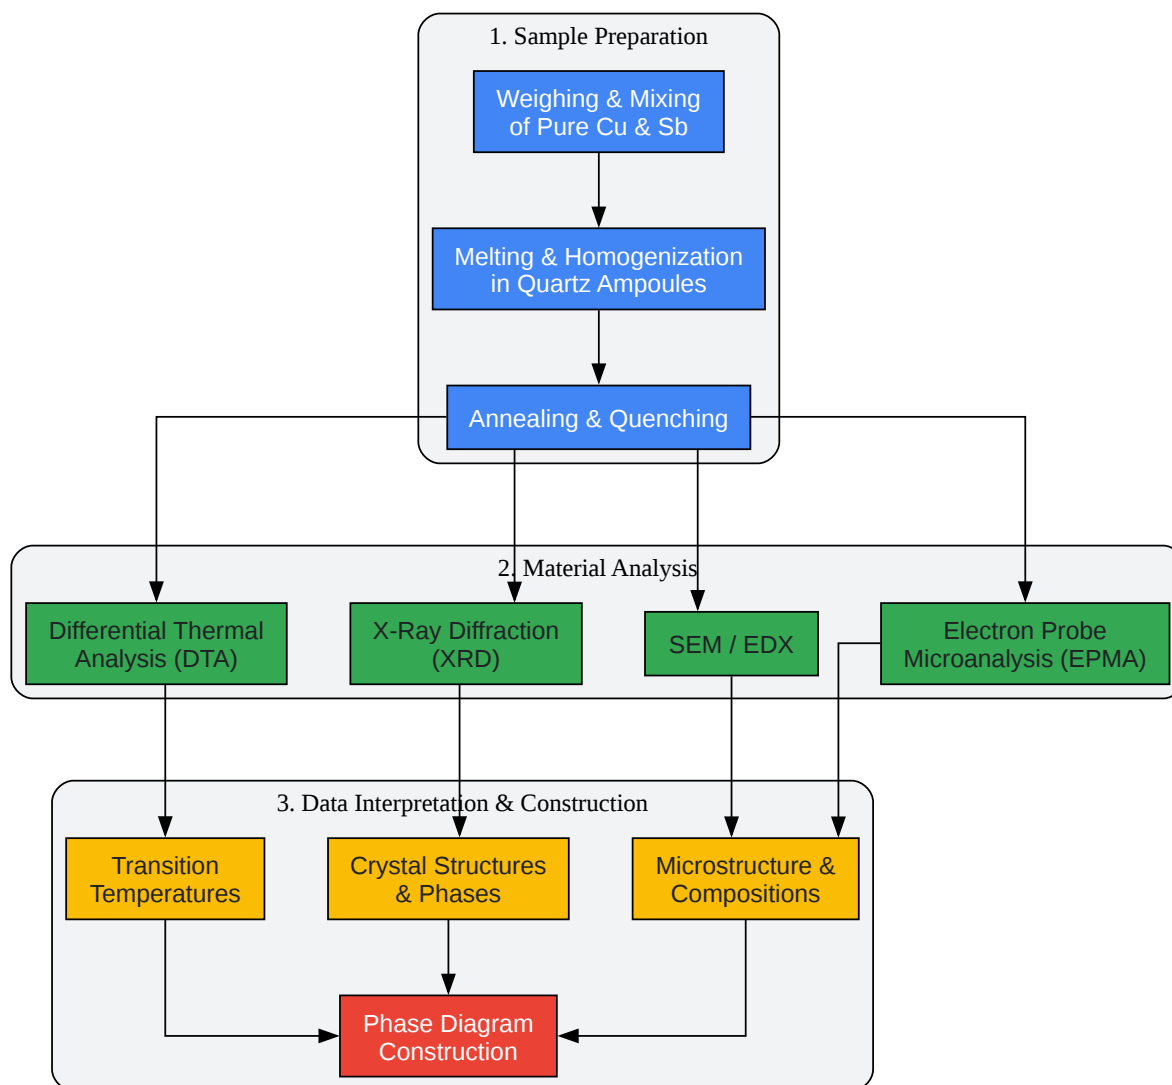 1. Sample Preparation
Weighing & Mixing
of Pure Cu & Sb
Melting & Homogenization
in Quartz Ampoules
Annealing & Quenching
2. Material Analysis
Differential Thermal
Analysis (DTA)
X-Ray Diffraction
(XRD)
SEM / EDX
Electron Probe
Microanalysis (EPMA)
3. Data Interpretation & Construction
Transition
Temperatures
Crystal Structures
& Phases
Microstructure &
Compositions
Phase Diagram
Construction